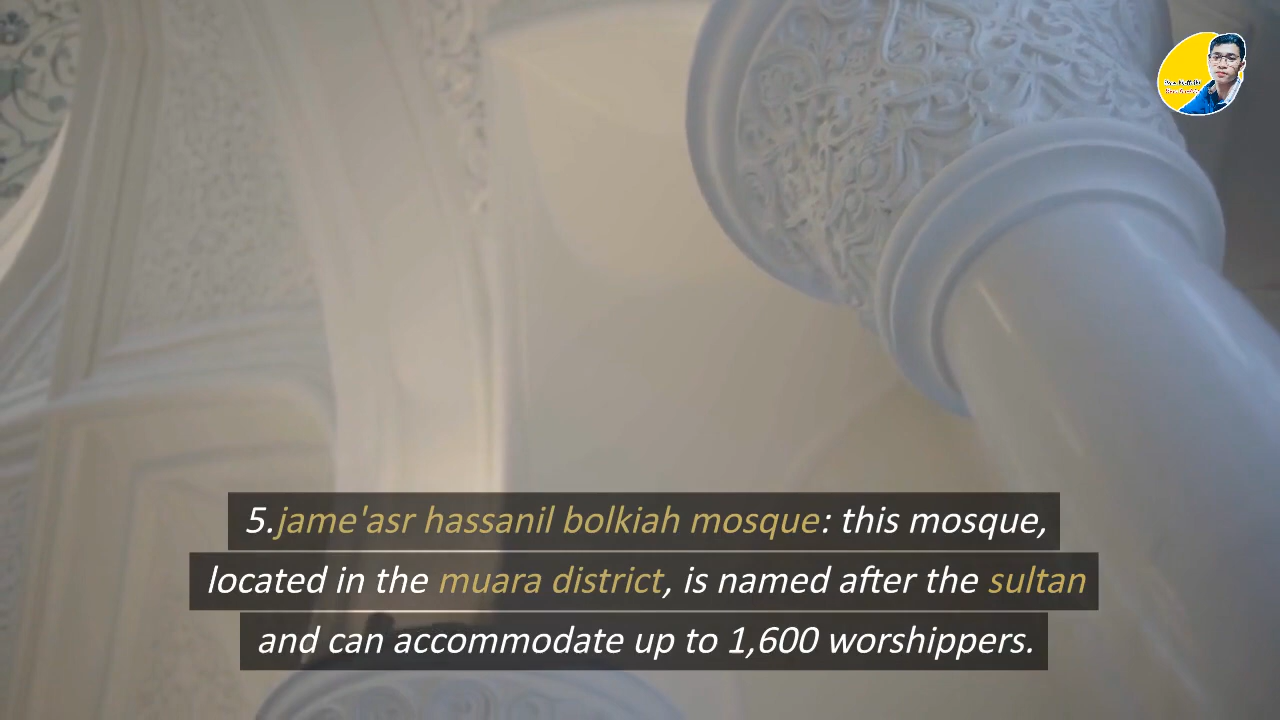 5.jame'asr hassanil bolkiah mosque: this mosque,
located in the muara district, is named after the sultan
and can accommodate up to 1,600 worshippers.